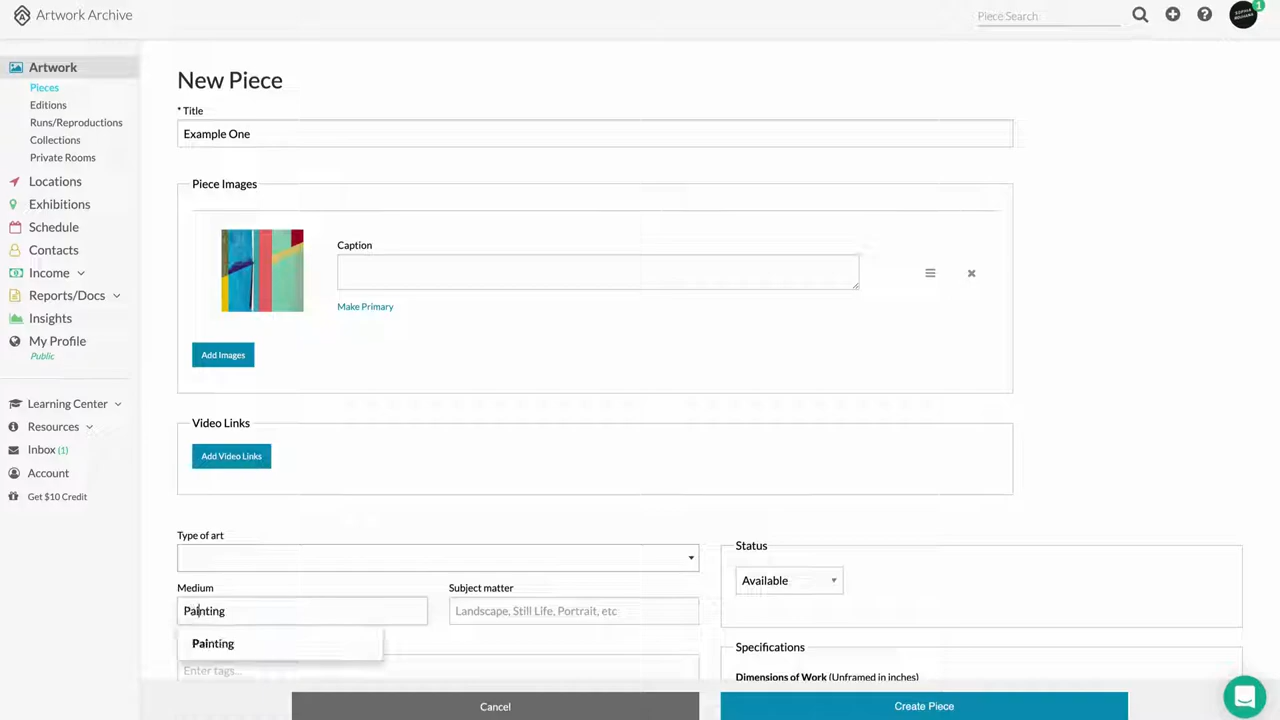 Artwork Archive
Piece Search
1
Artwork
Pieces
Editions
Runs/Reproductions
Collections
Private Rooms
Locations
Exhibitions
Schedule
Contacts
Income
Reports/Docs
Insights
My Profile
Public
Learning Center
Resources
Inbox (1)
Account
Get $10 Credit
New Piece
* Title
Example One
Piece Images
Caption
Make Primary
Add Images
Video Links
Add Video Links
Type of art
Medium
Painting
Painting
Subject matter
Landscape, Still Life, Portrait, etc
Enter tags...
Status
Available
Specifications
Dimensions of Work (Unframed in inches)
Cancel
Create Piece